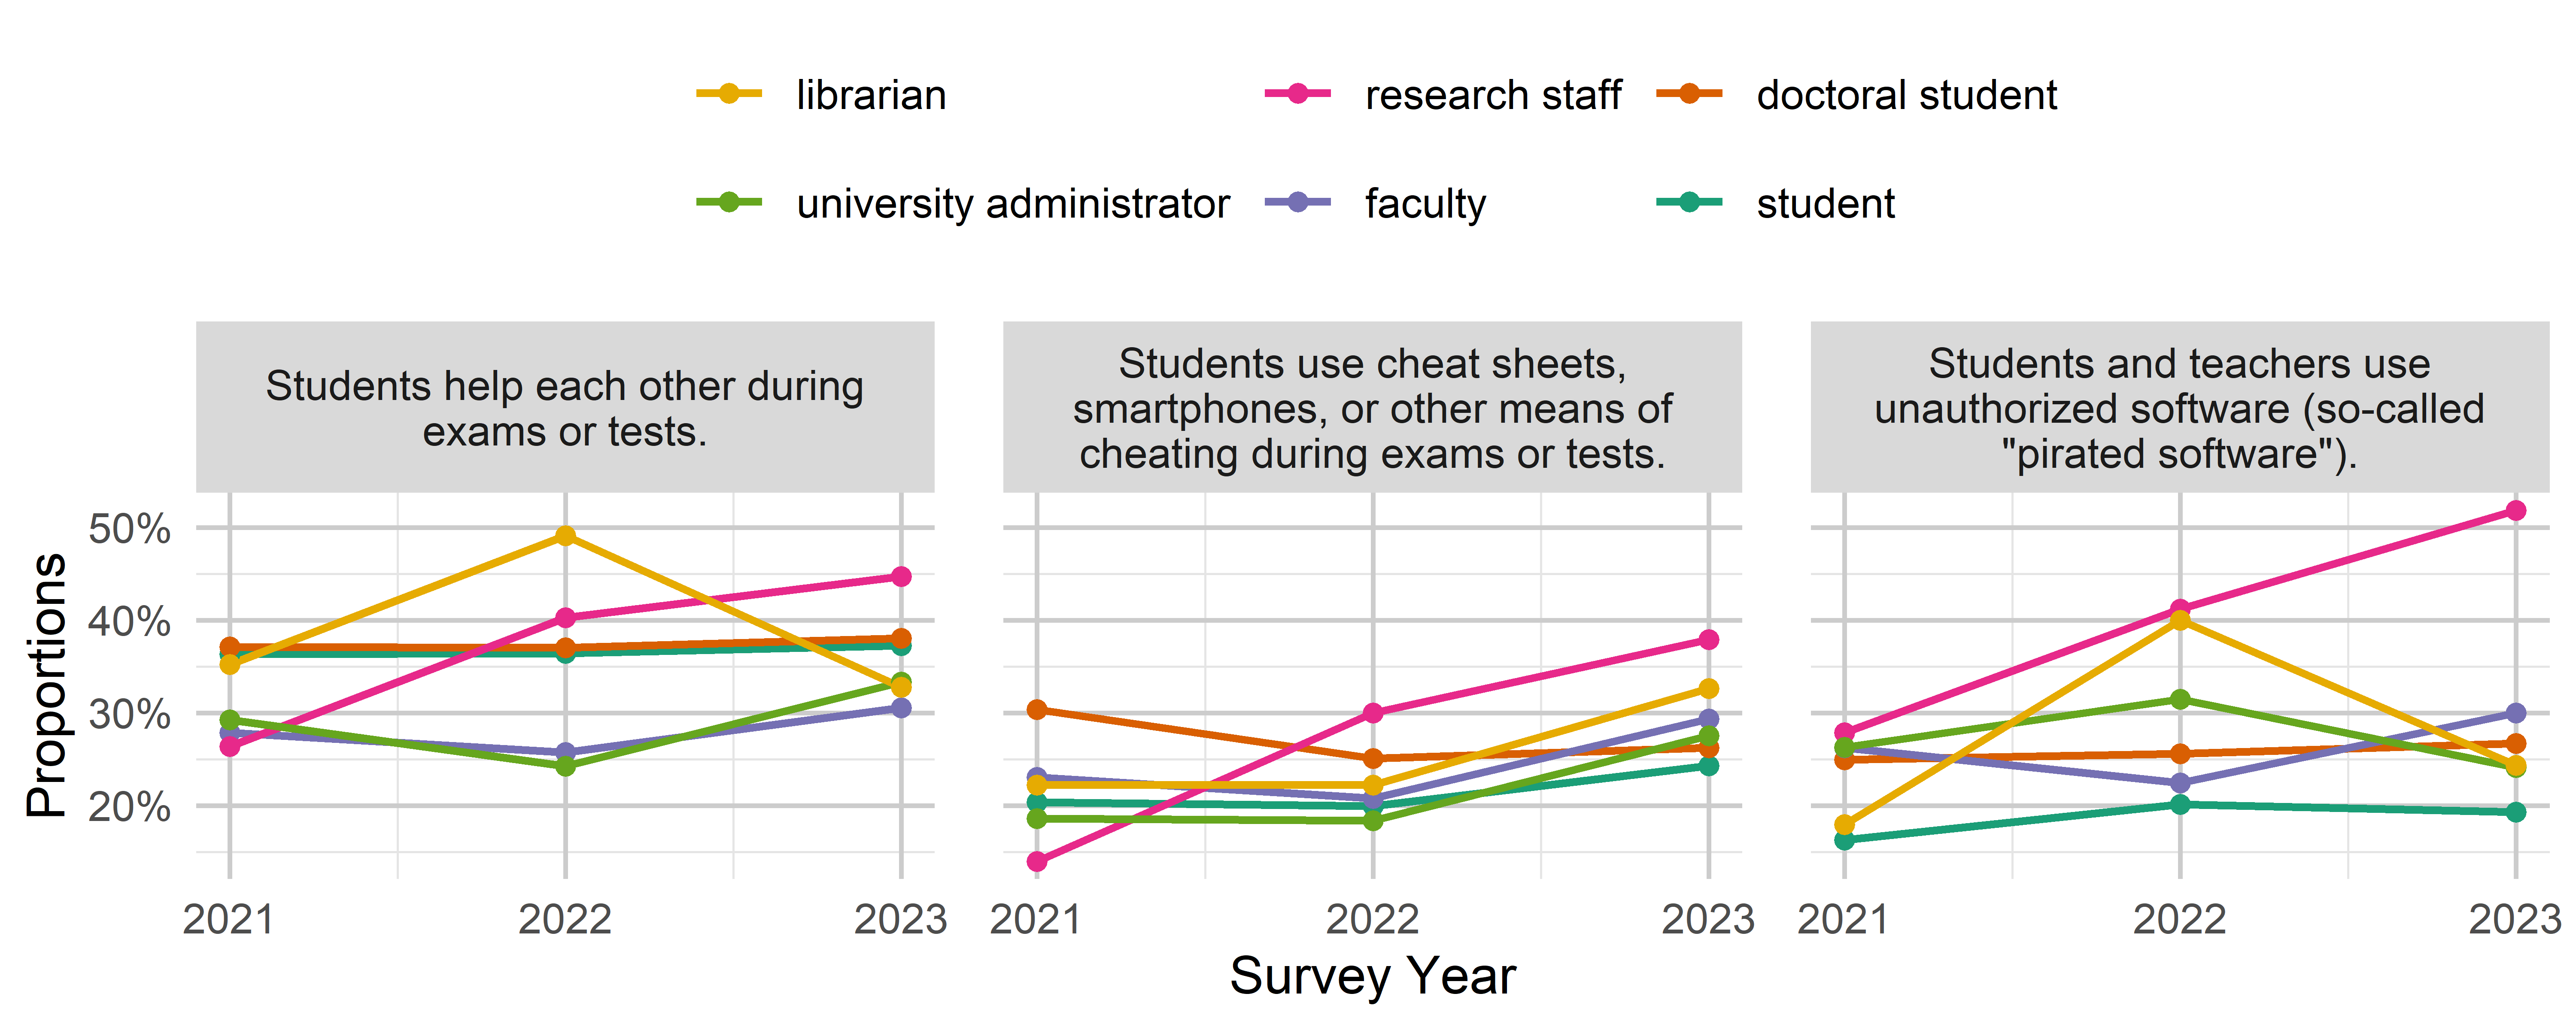 librarian
research staff
doctoral student
university administrator
faculty
student
Students help each other during
exams or tests.
Students use cheat sheets,
smartphones, or other means of
cheating during exams or tests.
Students and teachers use
unauthorized software (so-called
"pirated software").
Proportions
50%
40%
30%
20%
2021 2022 2023
2021 2022 2023
2021 2022 2023
Survey Year